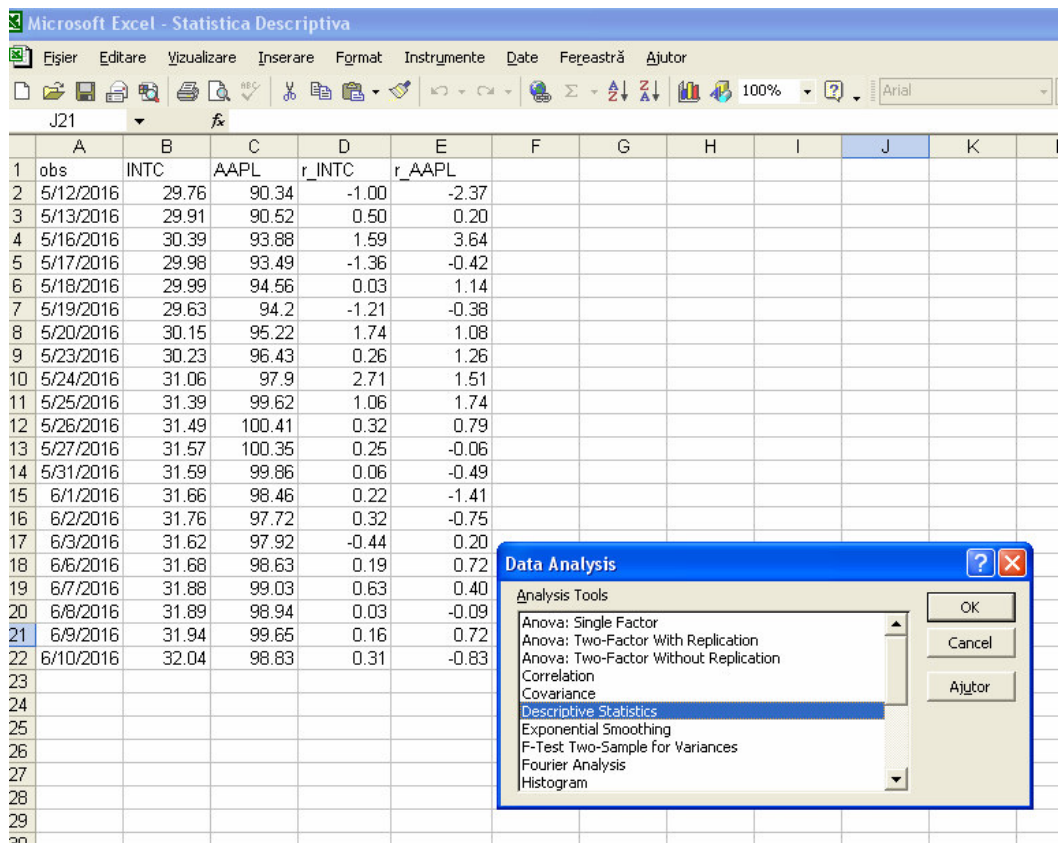 Microsoft Excel - Statistica Descriptiva
Fişier Editare Vizualizare Inserare Format Instrumente Date Fereastră Ajutor
100% Arial
J21 fx
A B C D E F G H I J K
1 obs INTC AAPL r_INTC r_AAPL
2 5/12/2016 29.76 90.34 -1.00 -2.37
3 5/13/2016 29.91 90.52 0.50 0.20
4 5/16/2016 30.39 93.88 1.59 3.64
5 5/17/2016 29.98 93.49 -1.36 -0.42
6 5/18/2016 29.99 94.56 0.03 1.14
7 5/19/2016 29.63 94.2 -1.21 -0.38
8 5/20/2016 30.15 95.22 1.74 1.08
9 5/23/2016 30.23 96.43 0.26 1.26
10 5/24/2016 31.06 97.9 2.71 1.51
11 5/25/2016 31.39 99.62 1.06 1.74
12 5/26/2016 31.49 100.41 0.32 0.79
13 5/27/2016 31.57 100.35 0.25 -0.06
14 5/31/2016 31.59 99.86 0.06 -0.49
15 6/1/2016 31.66 98.46 0.22 -1.41
16 6/2/2016 31.76 97.72 0.32 -0.75
17 6/3/2016 31.62 97.92 -0.44 0.20
18 6/6/2016 31.68 98.63 0.19 0.72
19 6/7/2016 31.88 99.03 0.63 0.40
20 6/8/2016 31.89 98.94 0.03 -0.09
21 6/9/2016 31.94 99.65 0.16 0.72
22 6/10/2016 32.04 98.83 0.31 -0.83
23
24
25
26
27
28
29
30
Data Analysis
Analysis Tools
Anova: Single Factor
Anova: Two-Factor With Replication
Anova: Two-Factor Without Replication
Correlation
Covariance
Descriptive Statistics
Exponential Smoothing
F-Test Two-Sample for Variances
Fourier Analysis
Histogram
OK
Cancel
Ajutor